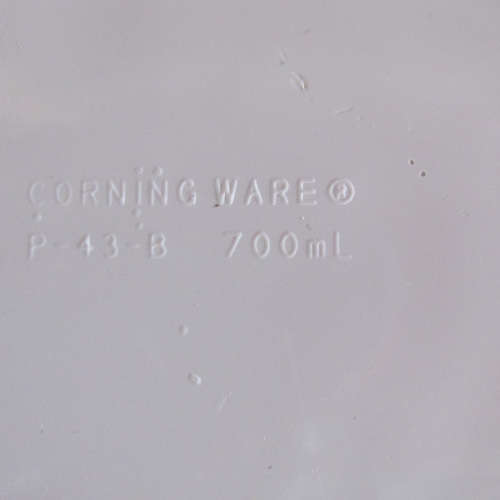 CORNING WARE®
P-43-B 700mL